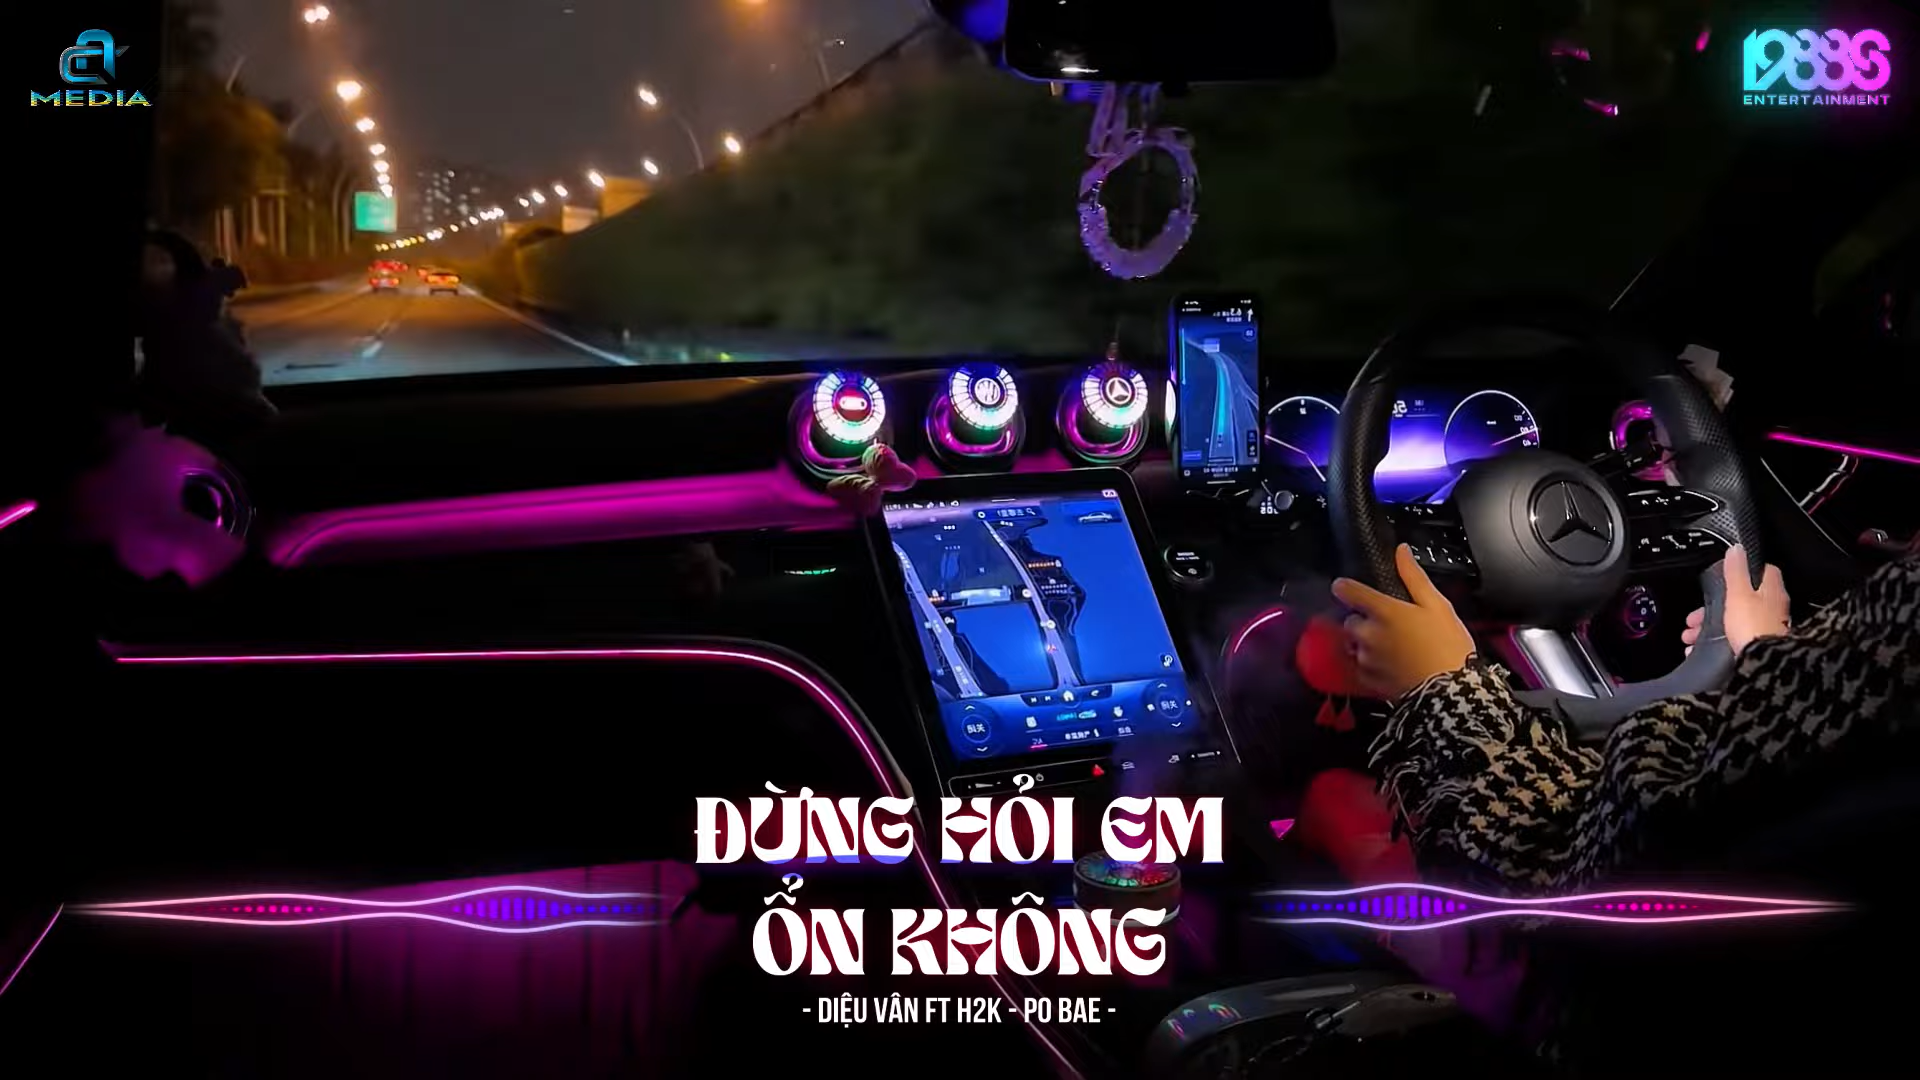 MEDIA
1988S
ENTERTAINMENT
ĐỪNG HỎI EM
ỔN KHÔNG
- DIỆU VÂN FT H2K - PO BAE -